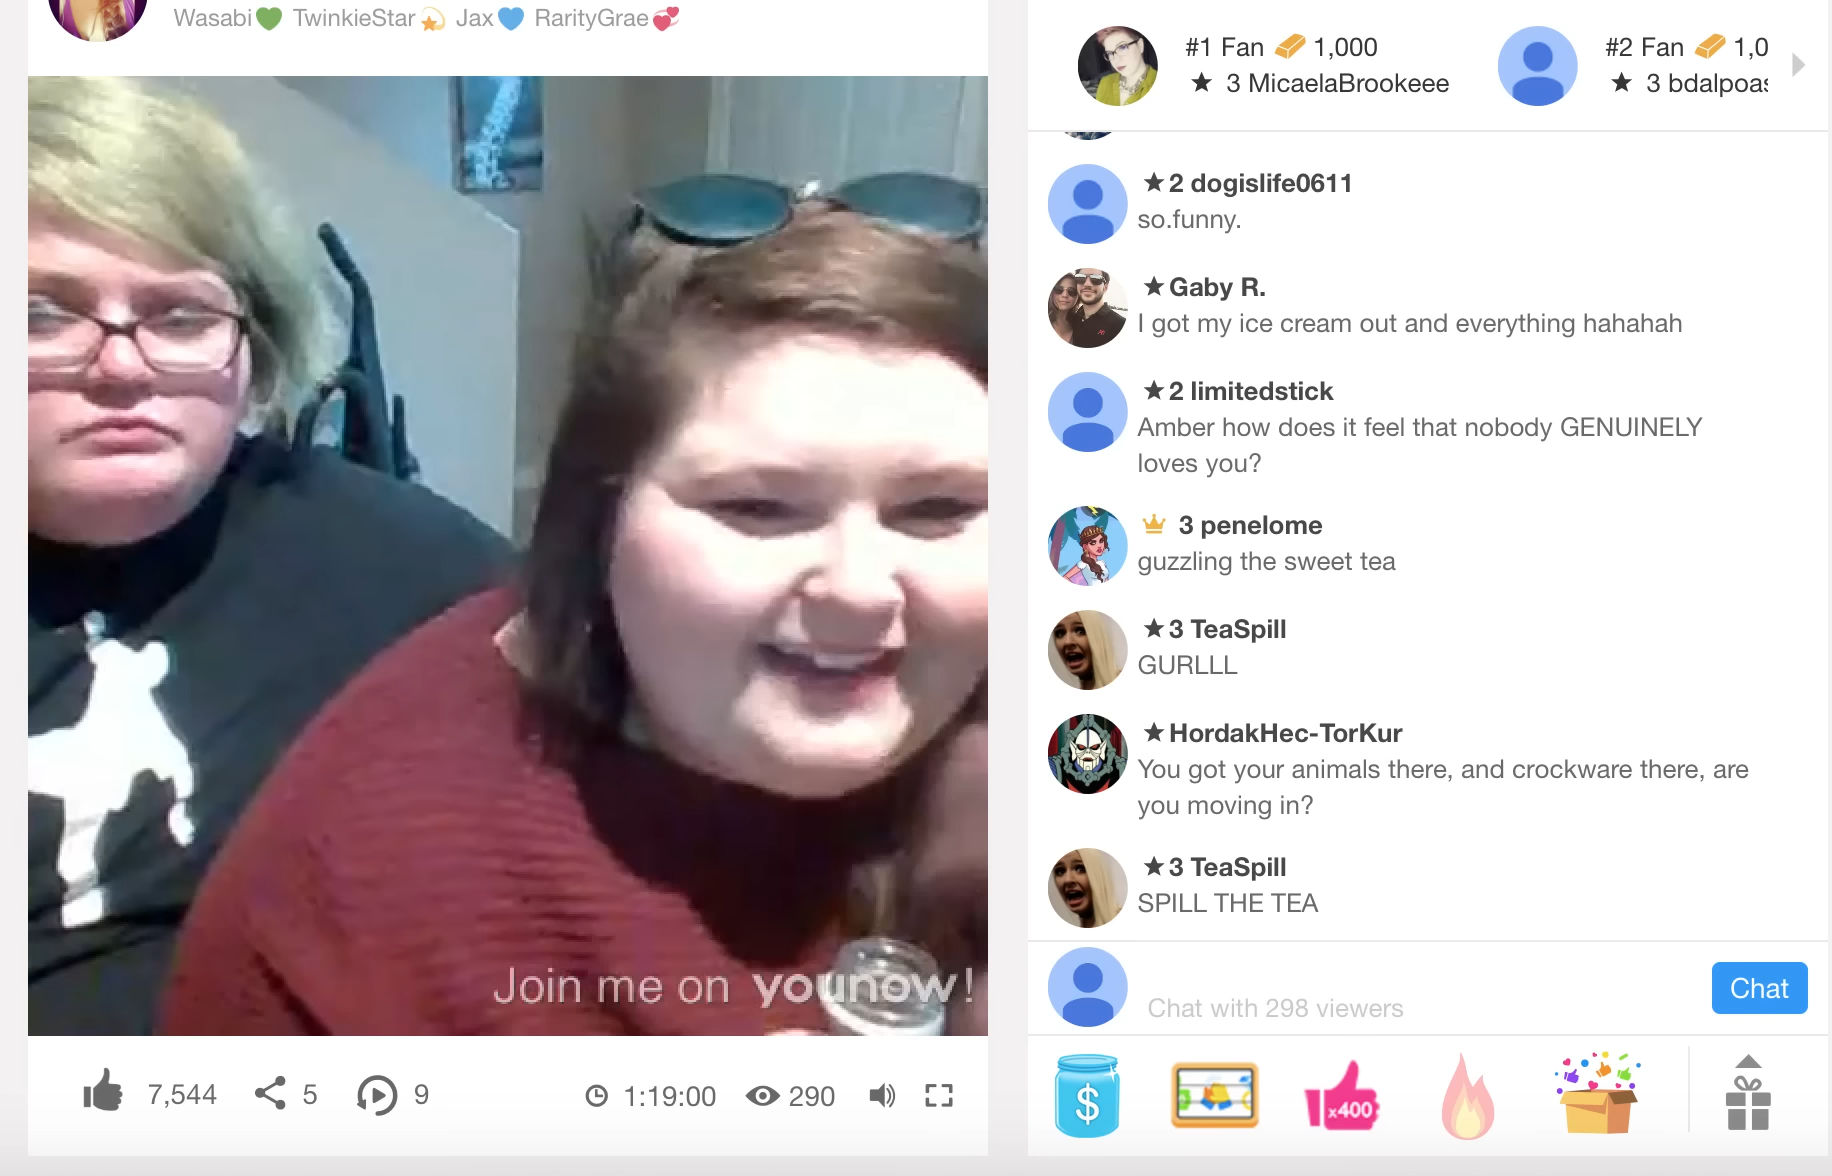 Wasabi💚 TwinkieStar💫 Jax💙 RarityGrae💞
#1 Fan 1,000
★ 3 MicaelaBrookeee
#2 Fan 1,0
★ 3 bdalpoas
★2 dogislife0611
so.funny.
★Gaby R.
I got my ice cream out and everything hahahah
★2 limitedstick
Amber how does it feel that nobody GENUINELY
loves you?
3 penelome
guzzling the sweet tea
★3 TeaSpill
GURLLL
★HordakHec-TorKur
You got your animals there, and crockware there, are
you moving in?
★3 TeaSpill
SPILL THE TEA
Join me on younow!
Chat with 298 viewers
Chat
7,544
5
9
1:19:00
290
$
x400